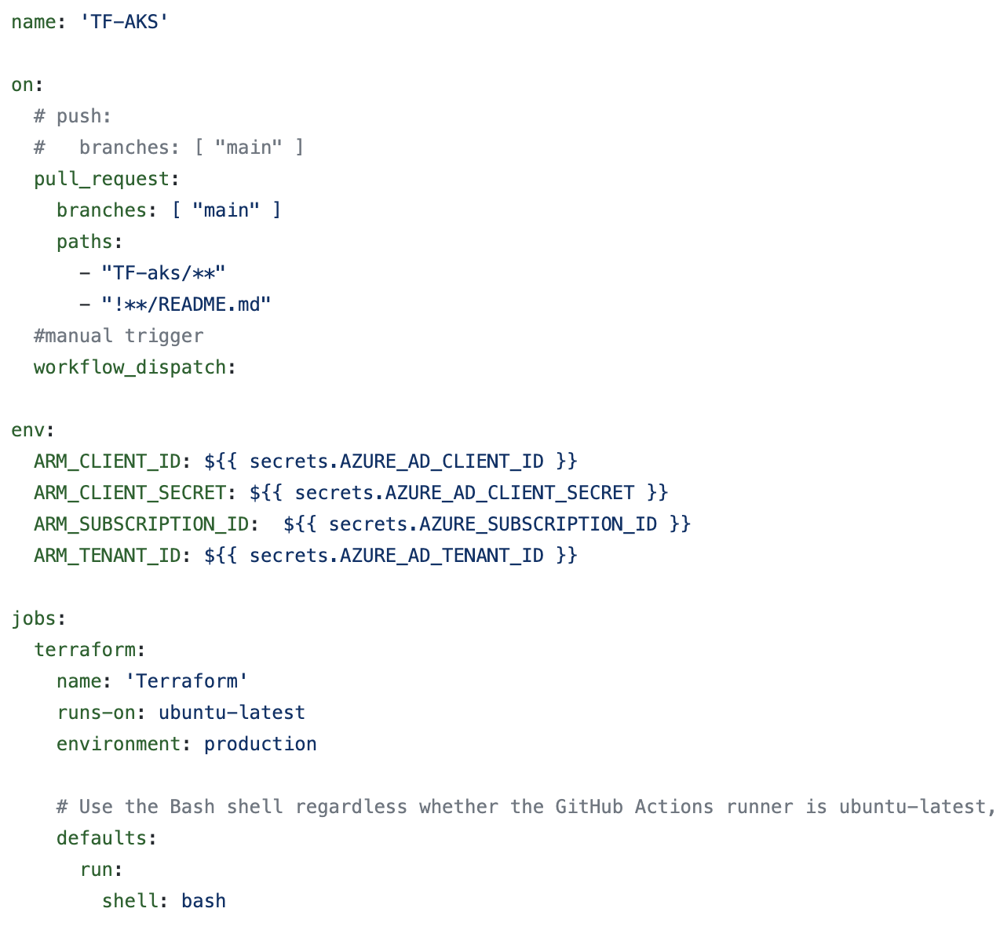 name: 'TF-AKS'

on:
  # push:
  #   branches: [ "main" ]
  pull_request:
    branches: [ "main" ]
    paths:
      - "TF-aks/**"
      - "!**/README.md"
  #manual trigger
  workflow_dispatch:

env:
  ARM_CLIENT_ID: ${{ secrets.AZURE_AD_CLIENT_ID }}
  ARM_CLIENT_SECRET: ${{ secrets.AZURE_AD_CLIENT_SECRET }}
  ARM_SUBSCRIPTION_ID:  ${{ secrets.AZURE_SUBSCRIPTION_ID }}
  ARM_TENANT_ID: ${{ secrets.AZURE_AD_TENANT_ID }}

jobs:
  terraform:
    name: 'Terraform'
    runs-on: ubuntu-latest
    environment: production

    # Use the Bash shell regardless whether the GitHub Actions runner is ubuntu-latest,
    defaults:
      run:
        shell: bash